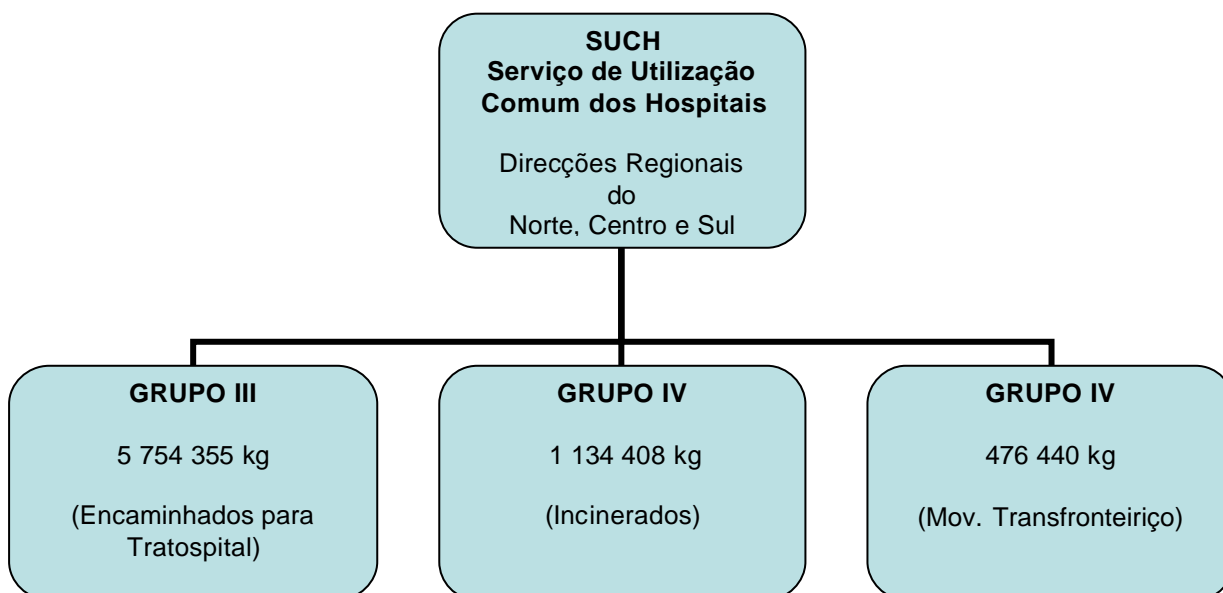 SUCH
Serviço de Utilização
Comum dos Hospitais
Direcções Regionais
do
Norte, Centro e Sul
GRUPO III
5 754 355 kg
(Encaminhados para
Tratospital)
GRUPO IV
1 134 408 kg
(Incinerados)
GRUPO IV
476 440 kg
(Mov. Transfronteiriço)